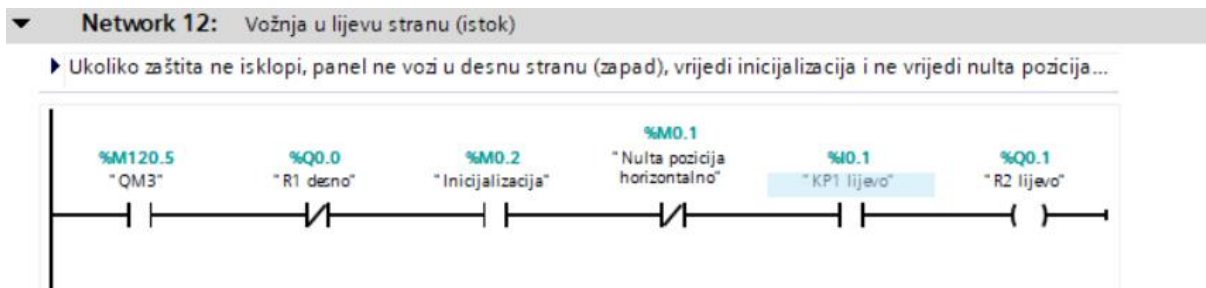 Network 12: Vožnja u lijevu stranu (istok)
Ukoliko zaštita ne isklopi, panel ne vozi u desnu stranu (zapad), vrijedi inicijalizacija i ne vrijedi nulta pozicija...
%M120.5
"QM3"
%Q0.0
"R1 desno"
%M0.2
"Inicijalizacija"
%M0.1
"Nulta pozicija
horizontalno"
%I0.1
"KP1 lijevo"
%Q0.1
"R2 lijevo"